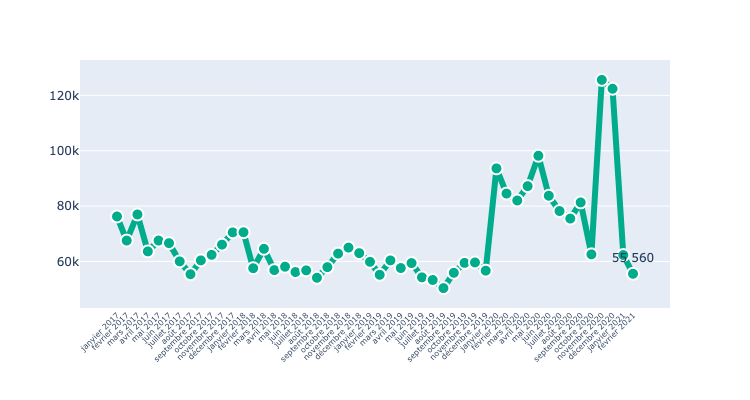 120k
100k
80k
60k
55,560
janvier 2017
février 2017
mars 2017
avril 2017
mai 2017
juin 2017
juillet 2017
août 2017
septembre 2017
octobre 2017
novembre 2017
décembre 2017
janvier 2018
février 2018
mars 2018
avril 2018
mai 2018
juin 2018
juillet 2018
août 2018
septembre 2018
octobre 2018
novembre 2018
décembre 2018
janvier 2019
février 2019
mars 2019
avril 2019
mai 2019
juin 2019
juillet 2019
août 2019
septembre 2019
octobre 2019
novembre 2019
décembre 2019
janvier 2020
février 2020
mars 2020
avril 2020
mai 2020
juin 2020
juillet 2020
août 2020
septembre 2020
octobre 2020
novembre 2020
décembre 2020
janvier 2021
février 2021